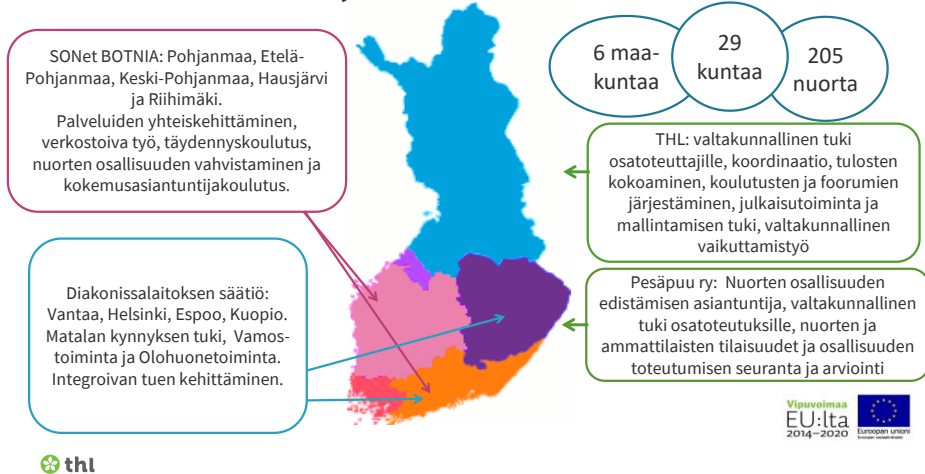 SONet BOTNIA: Pohjanmaa, Etelä-
Pohjanmaa, Keski-Pohjanmaa, Hausjärvi
ja Riihimäki.
Palveluiden yhteiskehittäminen,
verkostoiva työ, täydennyskoulutus,
nuorten osallisuuden vahvistaminen ja
kokemusasiantuntijakoulutus.
Diakonissalaitoksen säätiö:
Vantaa, Helsinki, Espoo, Kuopio.
Matalan kynnyksen tuki, Vamos-
toiminta ja Olohuonetoiminta.
Integroivan tuen kehittäminen.
6 maa-
kuntaa
29
kuntaa
205
nuorta
THL: valtakunnallinen tuki
osatoteuttajille, koordinaatio, tulosten
kokoaminen, koulutusten ja foorumien
järjestäminen, julkaisutoiminta ja
mallintamisen tuki, valtakunnallinen
vaikuttamistyö
Pesäpuu ry: Nuorten osallisuuden
edistämisen asiantuntija, valtakunnallinen
tuki osatoteutuksille, nuorten ja
ammattilaisten tilaisuudet ja osallisuuden
toteutumisen seuranta ja arviointi
Vipuvoimaa
EU:lta
2014–2020
Euroopan unioni
Euroopan sosiaalirahasto
thl